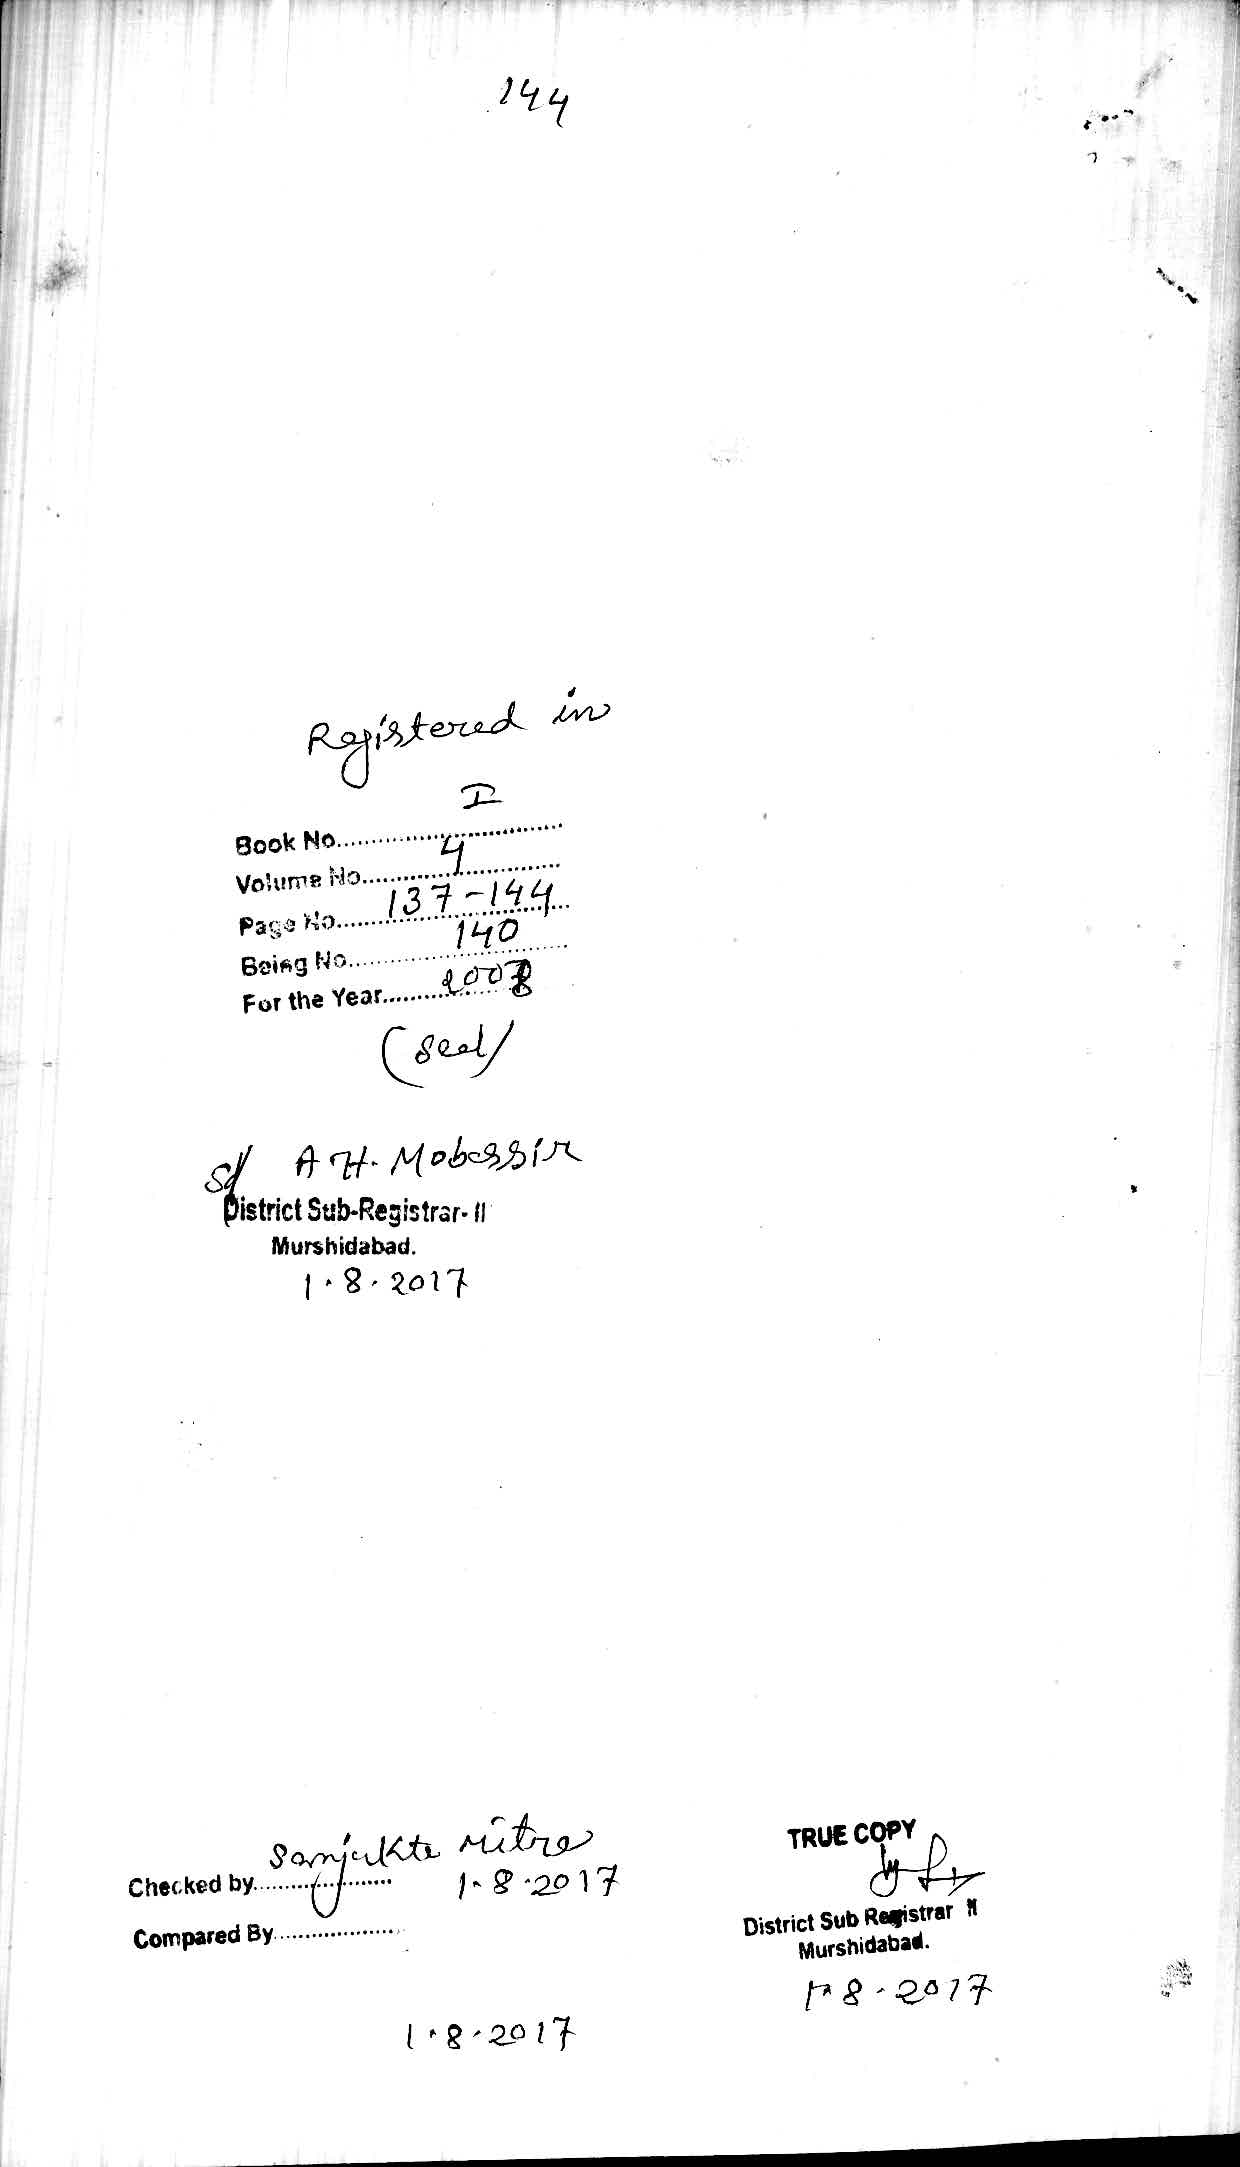 144
Registered in
Book No. I
Volume No. 4
Page No. 137-144
Being No. 140
For the Year
(Seal)
Sd A H. Mobassir
District Sub-Registrar- II
Murshidabad.
1.8.2017
Checked by Sanjukta Mitra
1.8.2017
Compared By
1.8.2017
TRUE COPY
District Sub Registrar II
Murshidabad.
1.8.2017